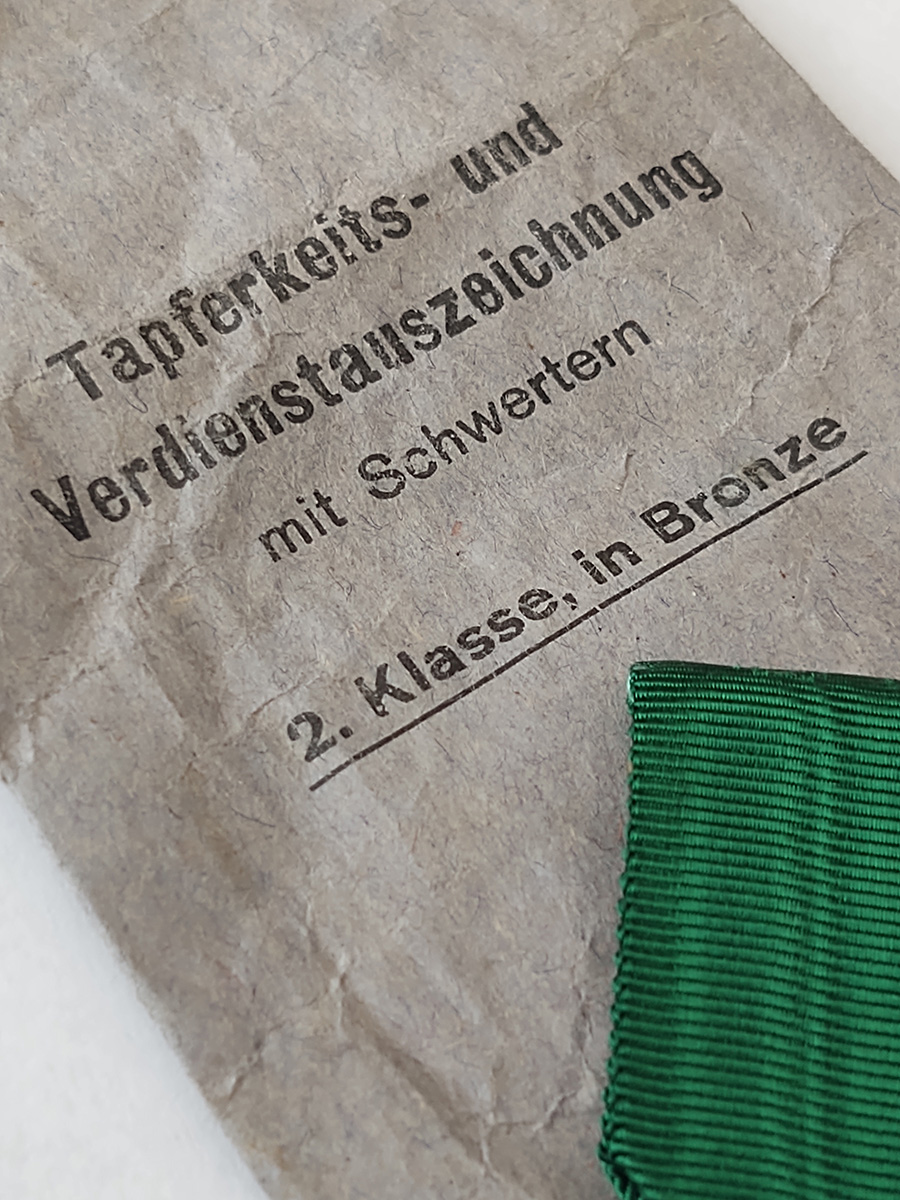 Tapferkeits- und
Verdienstauszeichnung
mit Schwertern
2. Klasse, in Bronze